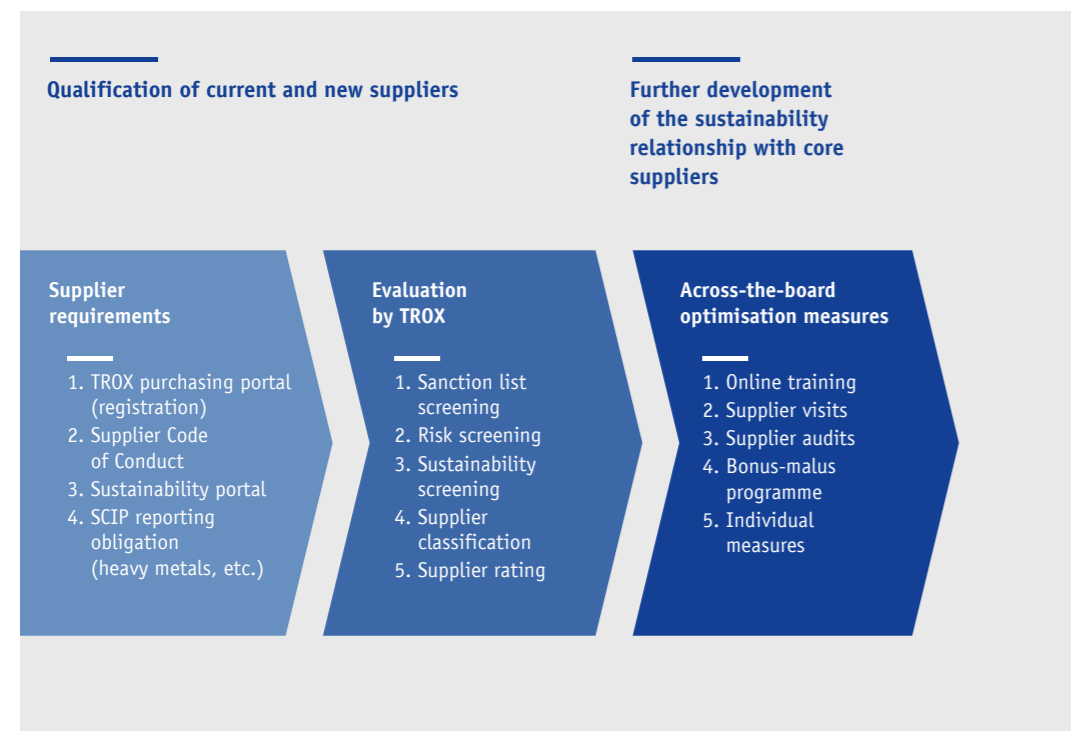 Qualification of current and new suppliers
Further development
of the sustainability
relationship with core
suppliers
Supplier
requirements
1. TROX purchasing portal
(registration)
2. Supplier Code
of Conduct
3. Sustainability portal
4. SCIP reporting
obligation
(heavy metals, etc.)
Evaluation
by TROX
1. Sanction list
screening
2. Risk screening
3. Sustainability
screening
4. Supplier
classification
5. Supplier rating
Across-the-board
optimisation measures
1. Online training
2. Supplier visits
3. Supplier audits
4. Bonus-malus
programme
5. Individual
measures